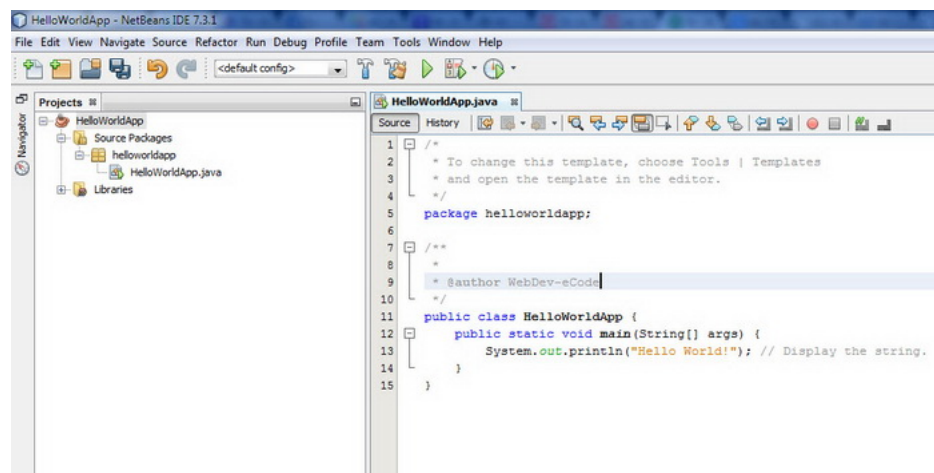 HelloWorldApp - NetBeans IDE 7.3.1
File Edit View Navigate Source Refactor Run Debug Profile Team Tools Window Help
<default config>
Navigator
Projects
HelloWorldApp
Source Packages
helloworldapp
HelloWorldApp.java
Libraries
HelloWorldApp.java
Source History
1 /*
2 * To change this template, choose Tools | Templates
3 * and open the template in the editor.
4 */
5 package helloworldapp;
6
7 /**
8 *
9 * @author WebDev-eCode
10 */
11 public class HelloWorldApp {
12 public static void main(String[] args) {
13 System.out.println("Hello World!"); // Display the string.
14 }
15 }